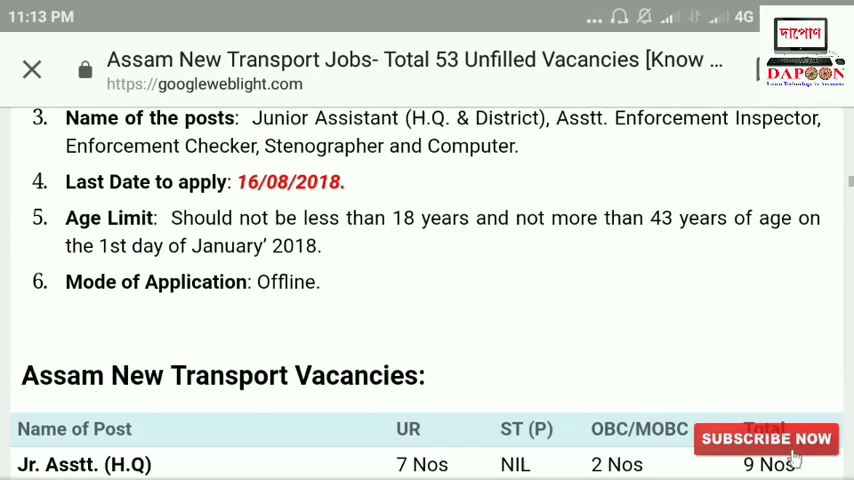 11:13 PM
4G
দাপোণ
DAPOON
Assam New Transport Jobs- Total 53 Unfilled Vacancies [Know ...
https://googleweblight.com
3. Name of the posts: Junior Assistant (H.Q. & District), Asstt. Enforcement Inspector,
Enforcement Checker, Stenographer and Computer.
4. Last Date to apply: 16/08/2018.
5. Age Limit: Should not be less than 18 years and not more than 43 years of age on
the 1st day of January’ 2018.
6. Mode of Application: Offline.
Assam New Transport Vacancies:
Name of Post UR ST (P) OBC/MOBC Total
SUBSCRIBE NOW
Jr. Asstt. (H.Q) 7 Nos NIL 2 Nos 9 Nos